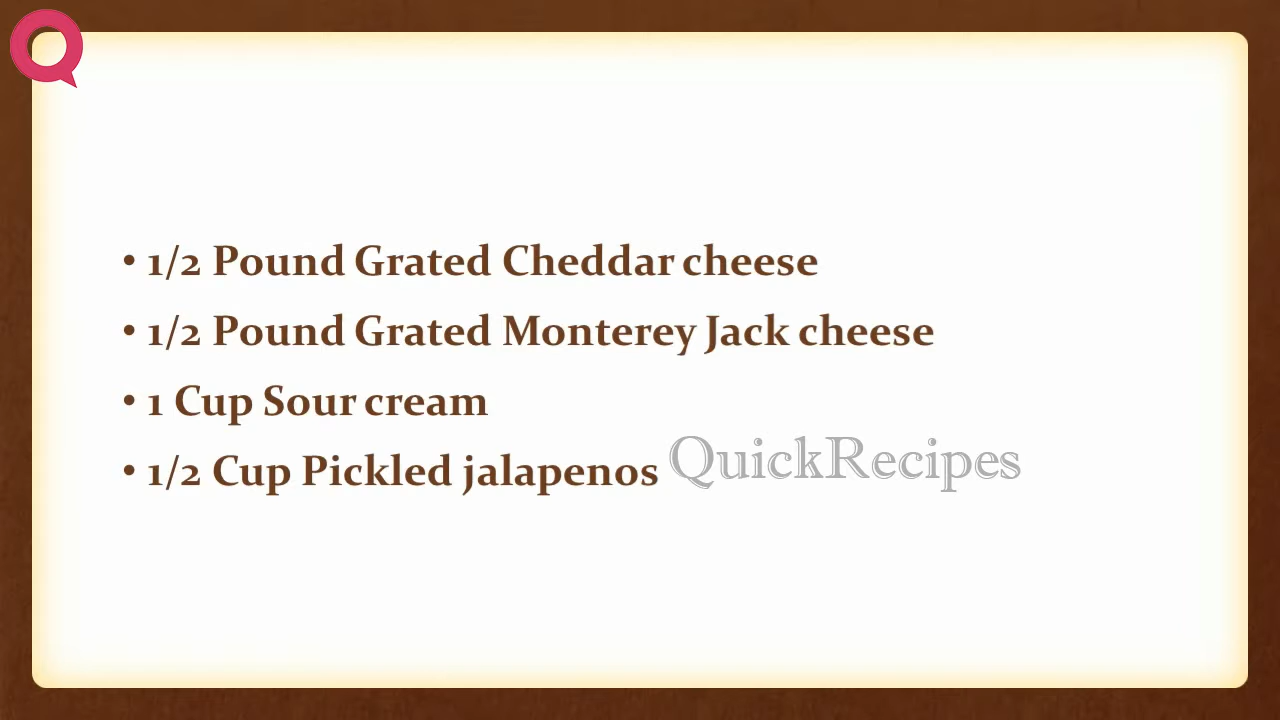 • 1/2 Pound Grated Cheddar cheese
• 1/2 Pound Grated Monterey Jack cheese
• 1 Cup Sour cream
• 1/2 Cup Pickled jalapenos
QuickRecipes